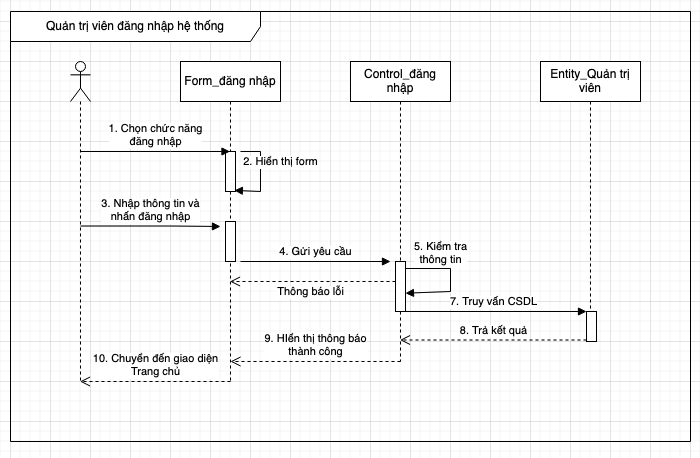 Quản trị viên đăng nhập hệ thống
Form_đăng nhập
Control_đăng
nhập
Entity_Quản trị
viên
1. Chọn chức năng
đăng nhập
2. Hiển thị form
3. Nhập thông tin và
nhấn đăng nhập
4. Gửi yêu cầu
5. Kiểm tra
thông tin
Thông báo lỗi
7. Truy vấn CSDL
8. Trả kết quả
9. Hiển thị thông báo
thành công
10. Chuyển đến giao diện
Trang chủ